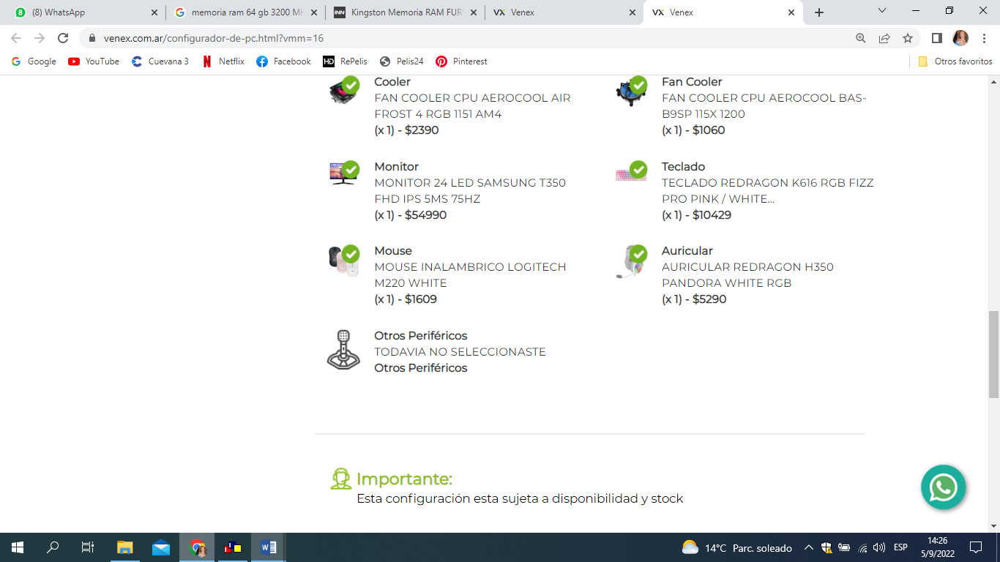 (8) WhatsApp
memoria ram 64 gb 3200 MH
Kingston Memoria RAM FUR
Venex
Venex
venex.com.ar/configurador-de-pc.html?vmm=16
Google
YouTube
Cuevana 3
Netflix
Facebook
RePelis
Pelis24
Pinterest
Otros favoritos
Cooler
FAN COOLER CPU AEROCOOL AIR
FROST 4 RGB 1151 AM4
(x 1) - $2390
Fan Cooler
FAN COOLER CPU AEROCOOL BAS-
B9SP 115X 1200
(x 1) - $1060
Monitor
MONITOR 24 LED SAMSUNG T350
FHD IPS 5MS 75HZ
(x 1) - $54990
Teclado
TECLADO REDRAGON K616 RGB FIZZ
PRO PINK / WHITE...
(x 1) - $10429
Mouse
MOUSE INALAMBRICO LOGITECH
M220 WHITE
(x 1) - $1609
Auricular
AURICULAR REDRAGON H350
PANDORA WHITE RGB
(x 1) - $5290
Otros Periféricos
TODAVIA NO SELECCIONASTE
Otros Periféricos
Importante:
Esta configuración esta sujeta a disponibilidad y stock
14°C Parc. soleado
ESP
14:26
5/9/2022